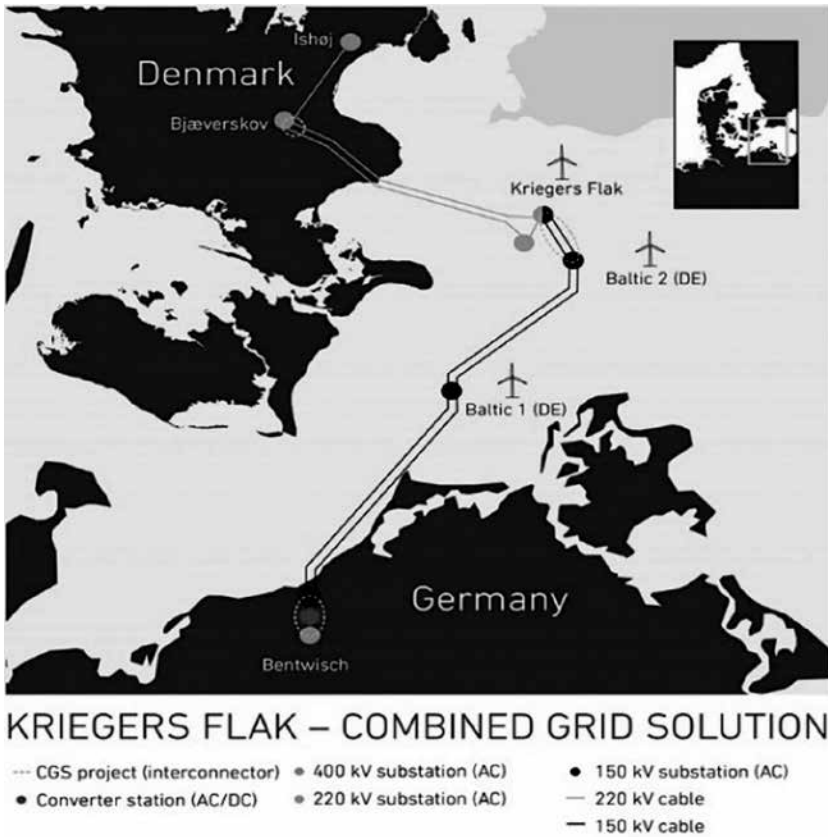 Ishøj
Denmark
Bjæverskov
Kriegers Flak
Baltic 2 (DE)
Baltic 1 (DE)
Germany
Bentwisch
KRIEGERS FLAK – COMBINED GRID SOLUTION
CGS project (interconnector)
400 kV substation (AC)
150 kV substation (AC)
Converter station (AC/DC)
220 kV substation (AC)
220 kV cable
150 kV cable